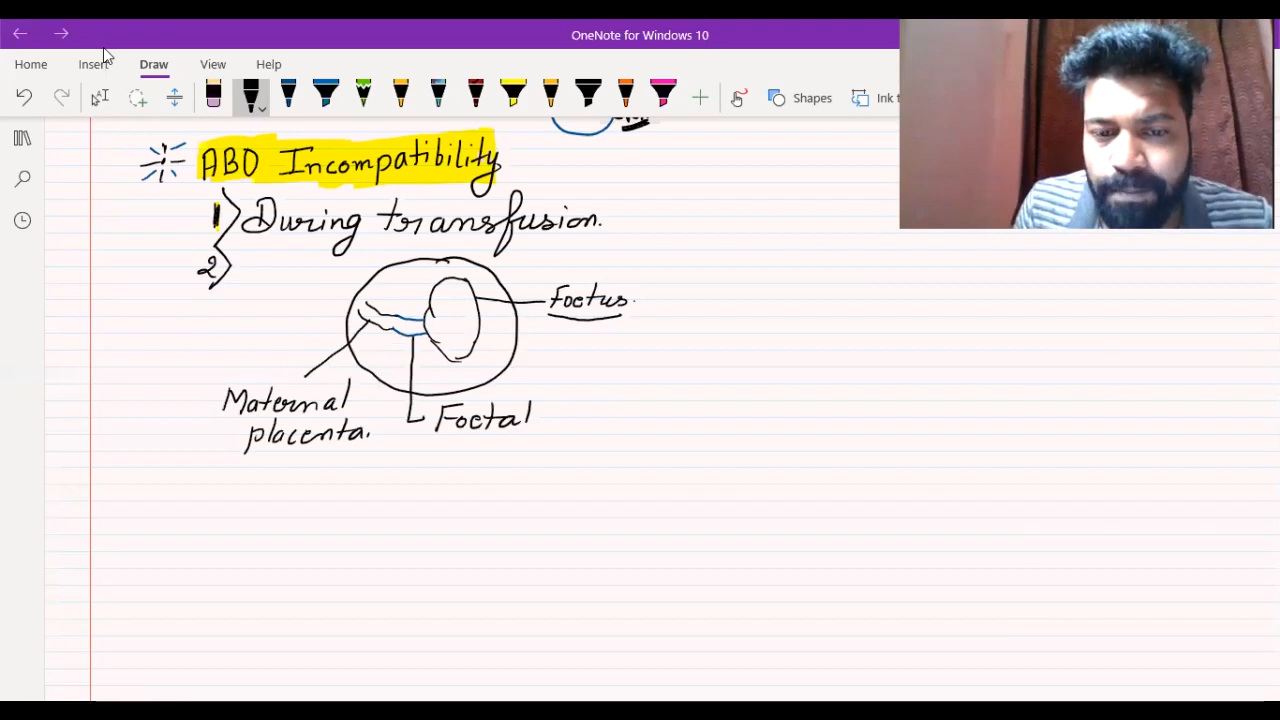 OneNote for Windows 10
Home Insert Draw View Help
Shapes Ink t
ABO Incompatibility
1 During transfusion.
2
Foetus.
Maternal
placenta.
Foetal